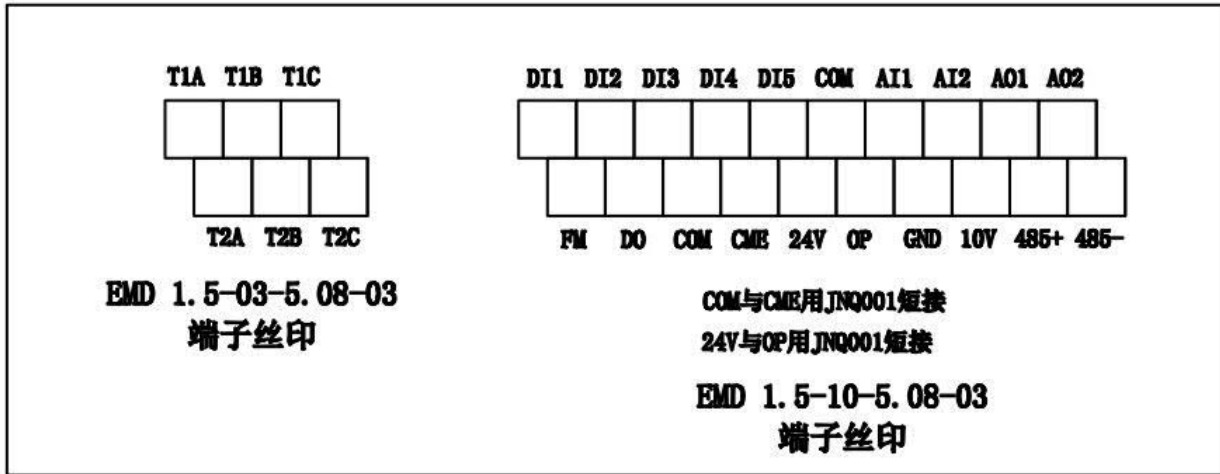 T1A T1B T1C
T2A T2B T2C
EMD 1.5-03-5.08-03
端子丝印
DI1 DI2 DI3 DI4 DI5 COM AI1 AI2 AO1 AO2
FM DO COM CME 24V OP GND 10V 485+ 485-
COM与CME用JNQ001短接
24V与OP用JNQ001短接
EMD 1.5-10-5.08-03
端子丝印